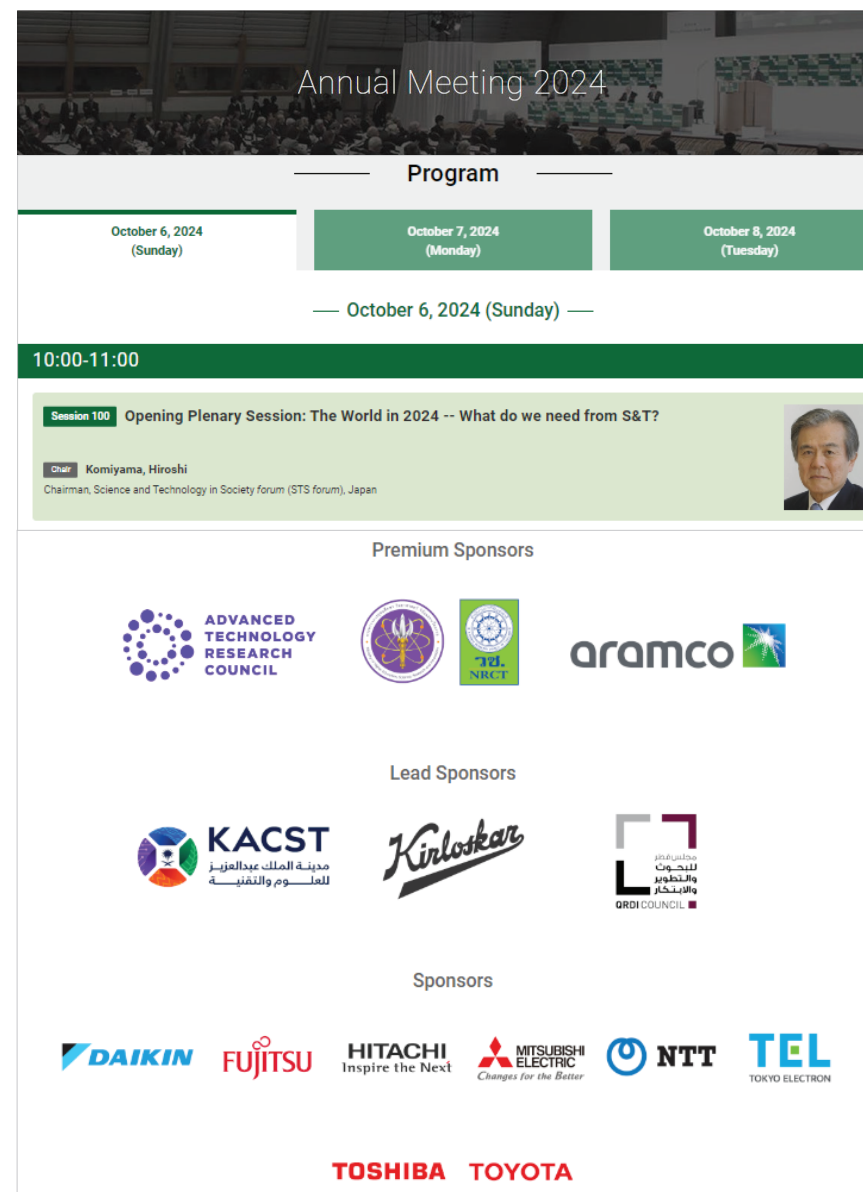 Annual Meeting 2024
Program
October 6, 2024
(Sunday)
October 7, 2024
(Monday)
October 8, 2024
(Tuesday)
October 6, 2024 (Sunday)
10:00-11:00
Session 100 Opening Plenary Session: The World in 2024 -- What do we need from S&T?
Chair Komiyama, Hiroshi
Chairman, Science and Technology in Society forum (STS forum), Japan
Premium Sponsors
ADVANCED
TECHNOLOGY
RESEARCH
COUNCIL
วช.
NRCT
aramco
Lead Sponsors
KACST
مدينة الملك عبدالعزيز
للعلوم والتقنية
Kirloskar
مجلس قطر
للبحوث
والتطوير
والابتكار
QRDI COUNCIL
Sponsors
DAIKIN
FUJITSU
HITACHI
Inspire the Next
MITSUBISHI
ELECTRIC
Changes for the Better
NTT
TEL
TOKYO ELECTRON
TOSHIBA
TOYOTA